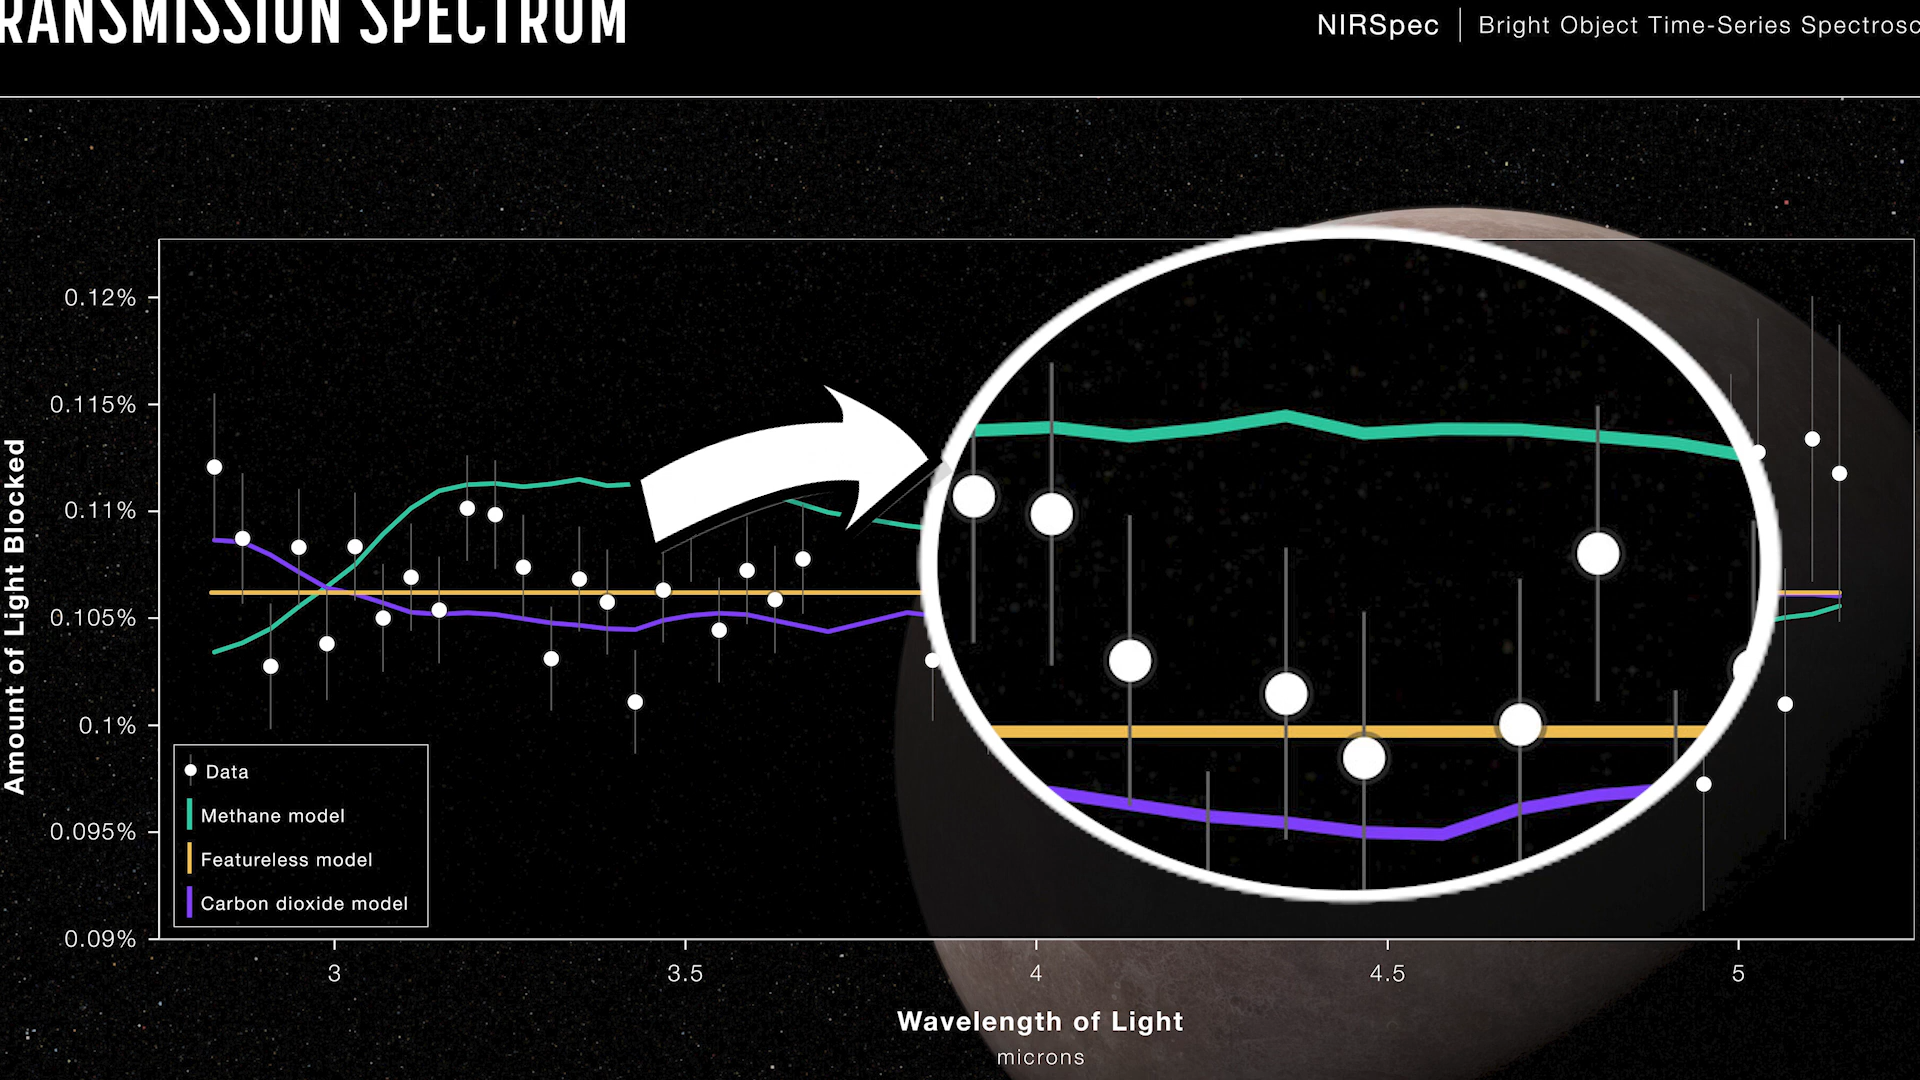 RANSMISSION SPECTRUM
NIRSpec | Bright Object Time-Series Spectrosc
Amount of Light Blocked
0.12%
0.115%
0.11%
0.105%
0.1%
0.095%
0.09%
Data
Methane model
Featureless model
Carbon dioxide model
3 3.5 4 4.5 5
Wavelength of Light
microns